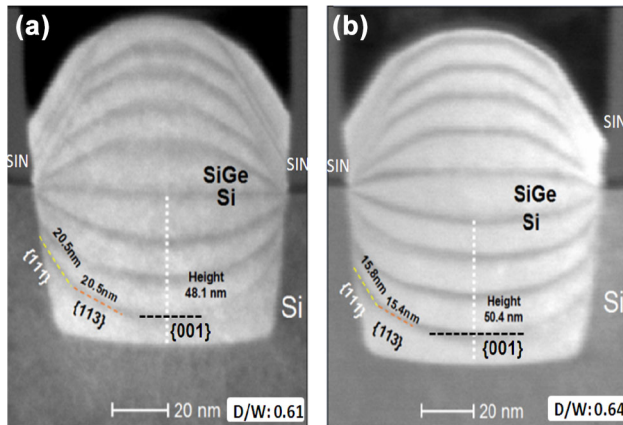 (a)
SIN
SIN
SiGe
Si
20.5nm
{111}
20.5nm
{113}
Height
48.1 nm
{001}
Si
20 nm
D/W: 0.61
(b)
SIN
SIN
SiGe
Si
15.8nm
{111}
15.4nm
{113}
Height
50.4 nm
{001}
Si
20 nm
D/W: 0.64